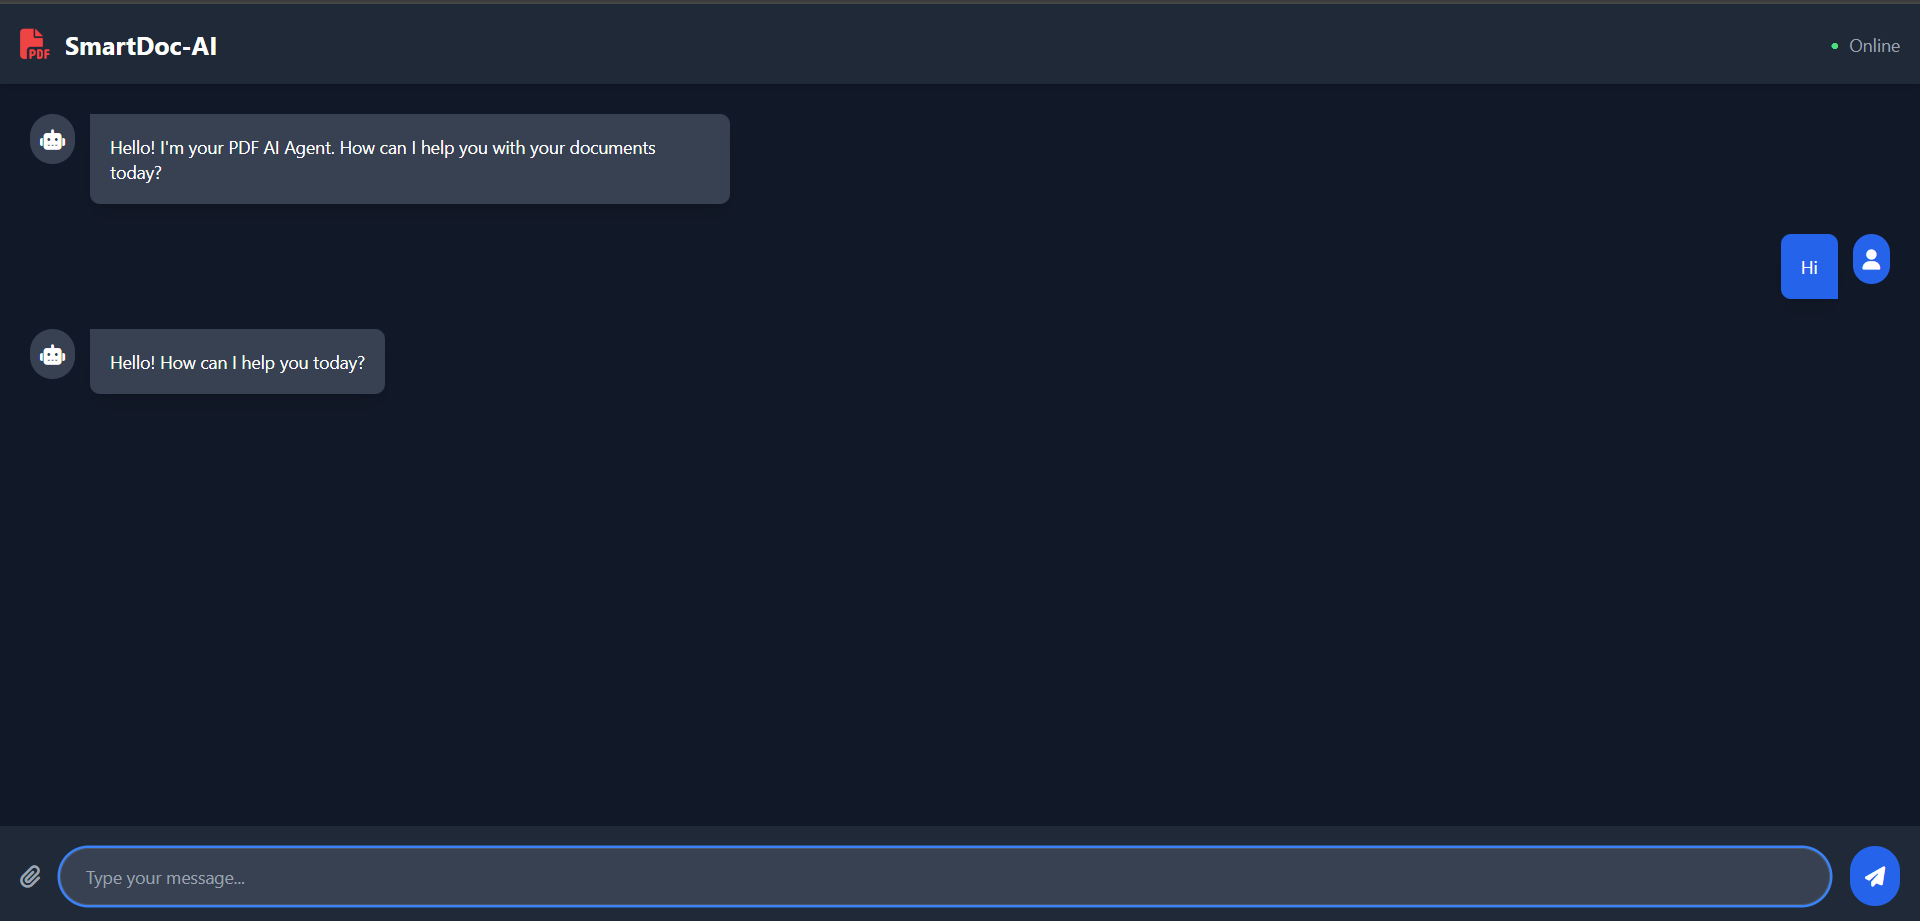 PDF
SmartDoc-AI
Online
Hello! I'm your PDF AI Agent. How can I help you with your documents
today?
Hi
Hello! How can I help you today?
Type your message...